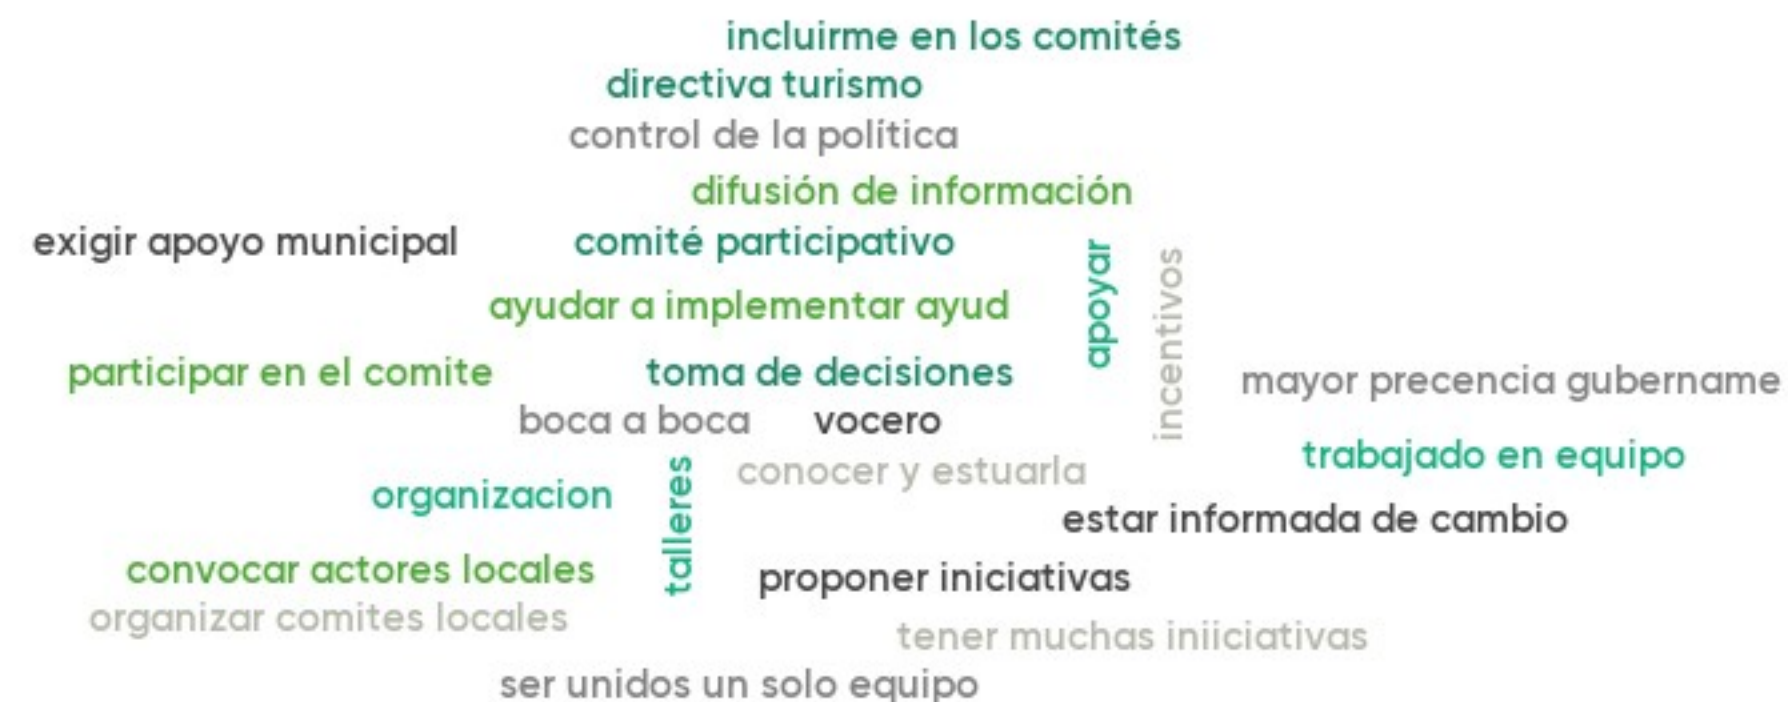 incluirme en los comités
directiva turismo
control de la política
difusión de información
exigir apoyo municipal
comité participativo
apoyar
incentivos
ayudar a implementar ayud
participar en el comite
toma de decisiones
mayor precencia gubername
boca a boca
vocero
trabajado en equipo
conocer y estuarla
organizacion
talleres
estar informada de cambio
convocar actores locales
proponer iniciativas
organizar comites locales
tener muchas iniiciativas
ser unidos un solo equipo